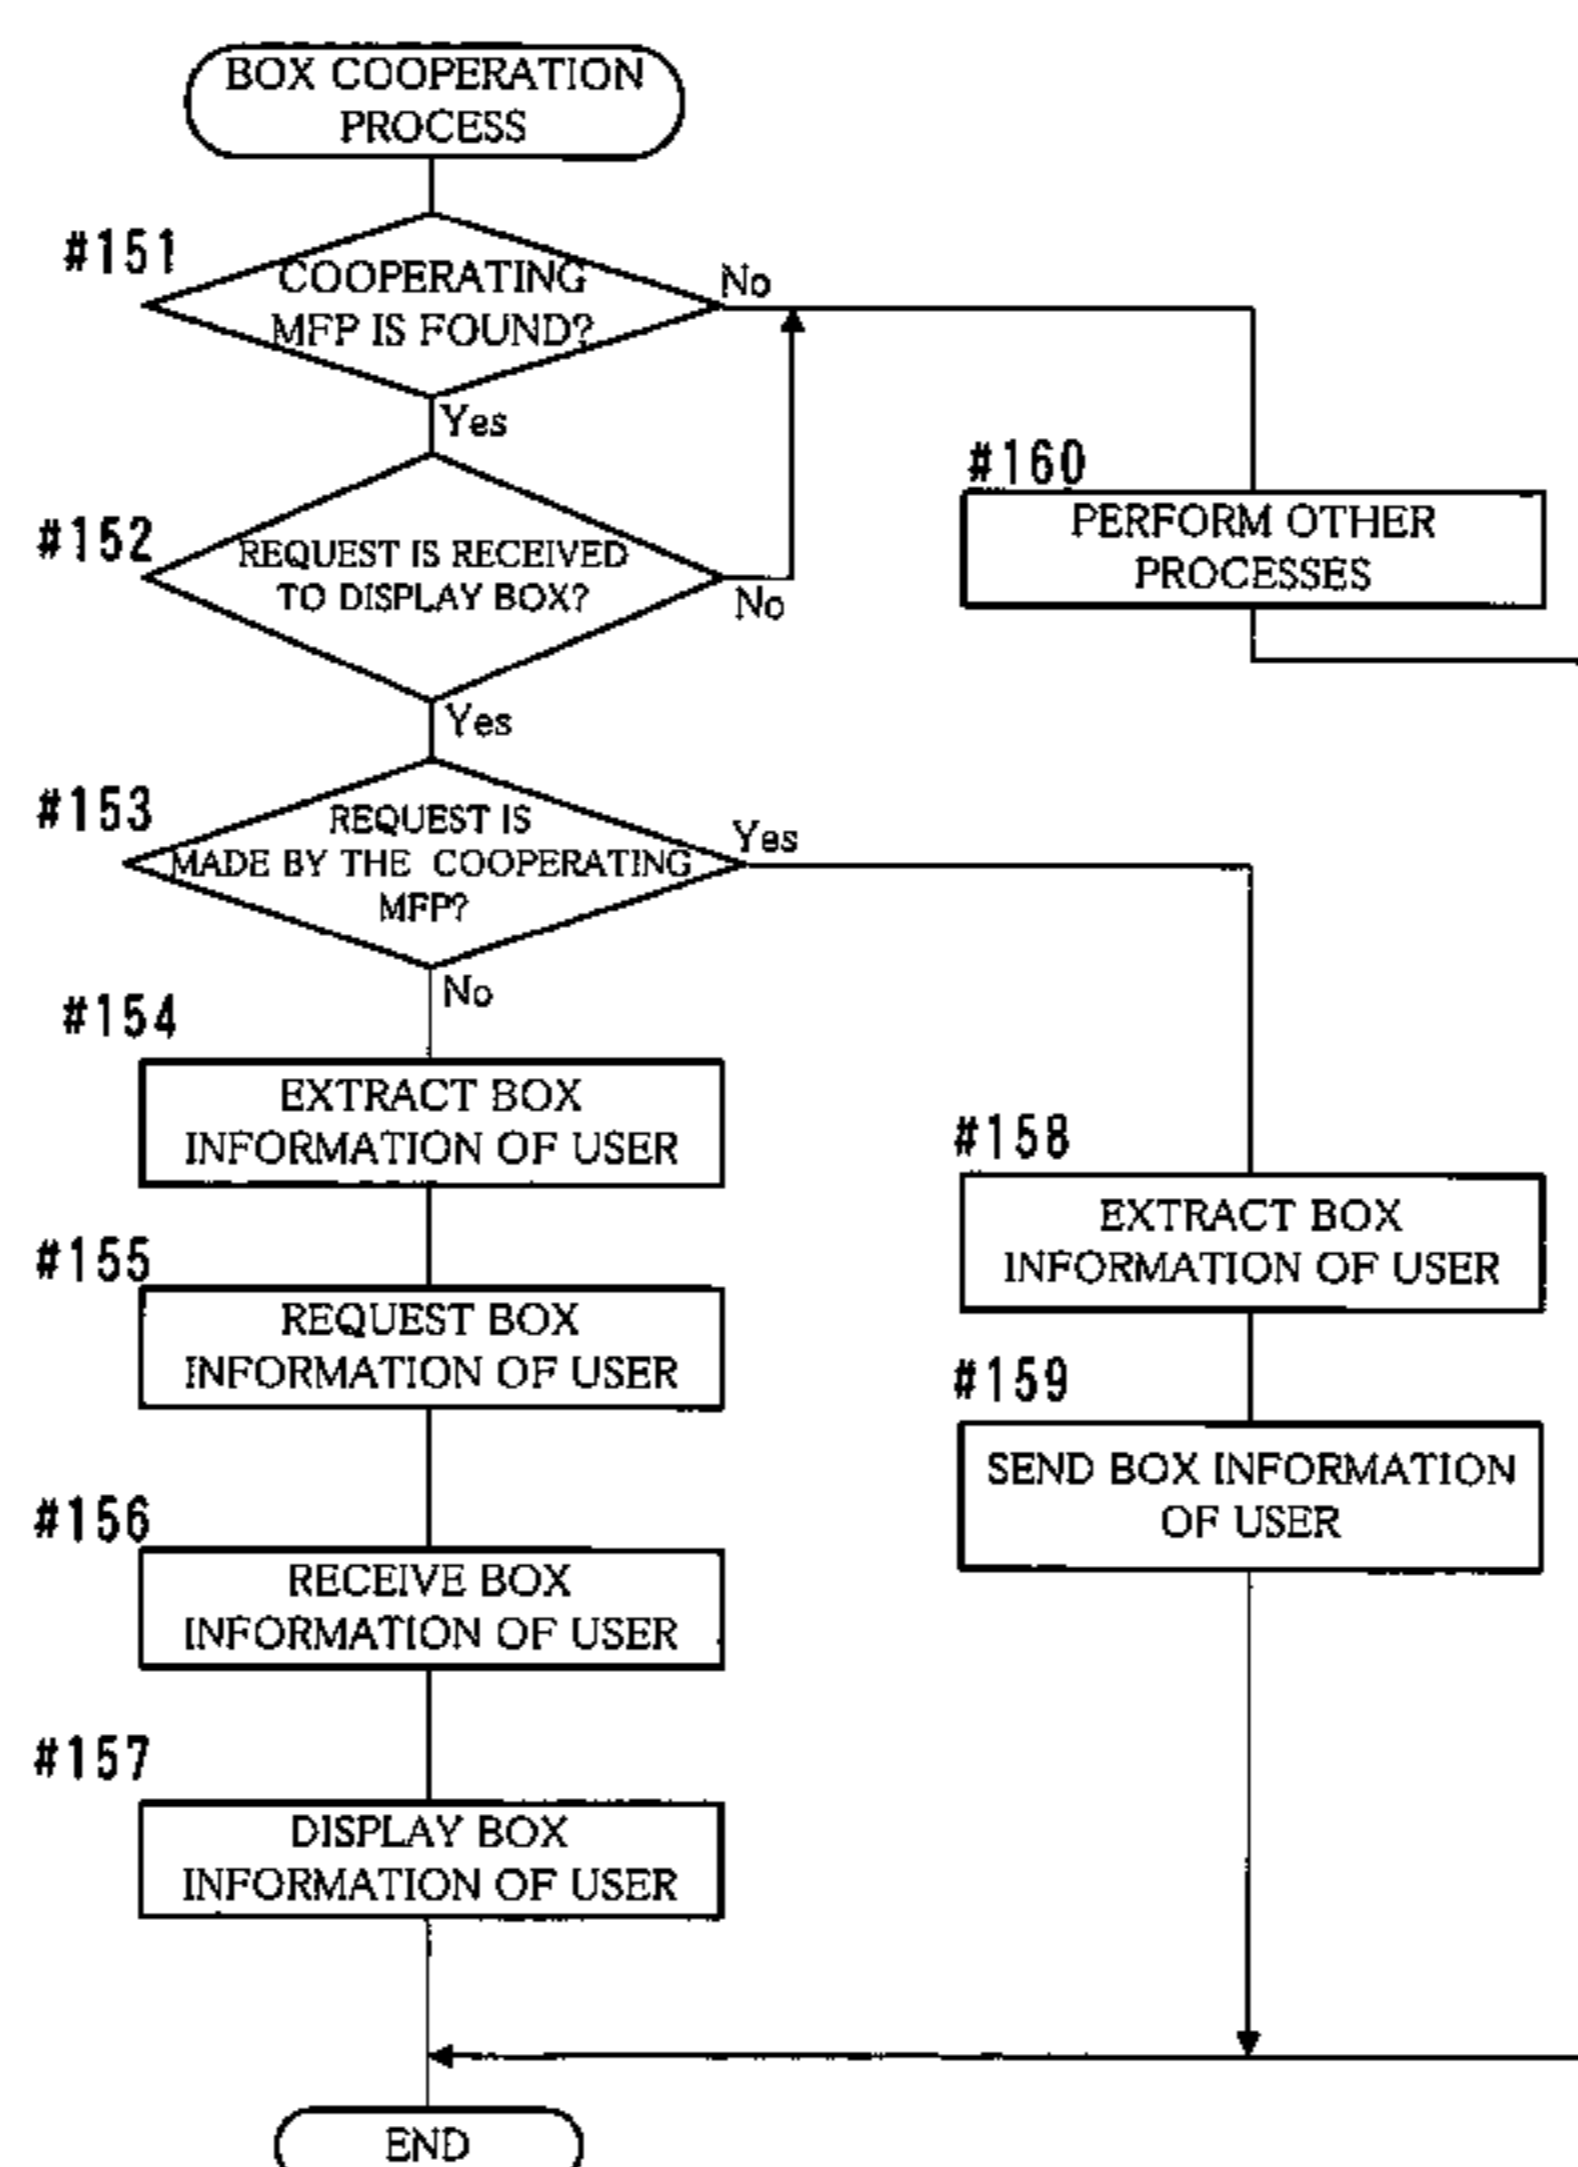 BOX COOPERATION
PROCESS
#151
COOPERATING
MFP IS FOUND?
No
Yes
#152
REQUEST IS RECEIVED
TO DISPLAY BOX?
No
Yes
#160
PERFORM OTHER
PROCESSES
#153
REQUEST IS
MADE BY THE COOPERATING
MFP?
Yes
No
#154
EXTRACT BOX
INFORMATION OF USER
#155
REQUEST BOX
INFORMATION OF USER
#156
RECEIVE BOX
INFORMATION OF USER
#157
DISPLAY BOX
INFORMATION OF USER
#158
EXTRACT BOX
INFORMATION OF USER
#159
SEND BOX INFORMATION
OF USER
END